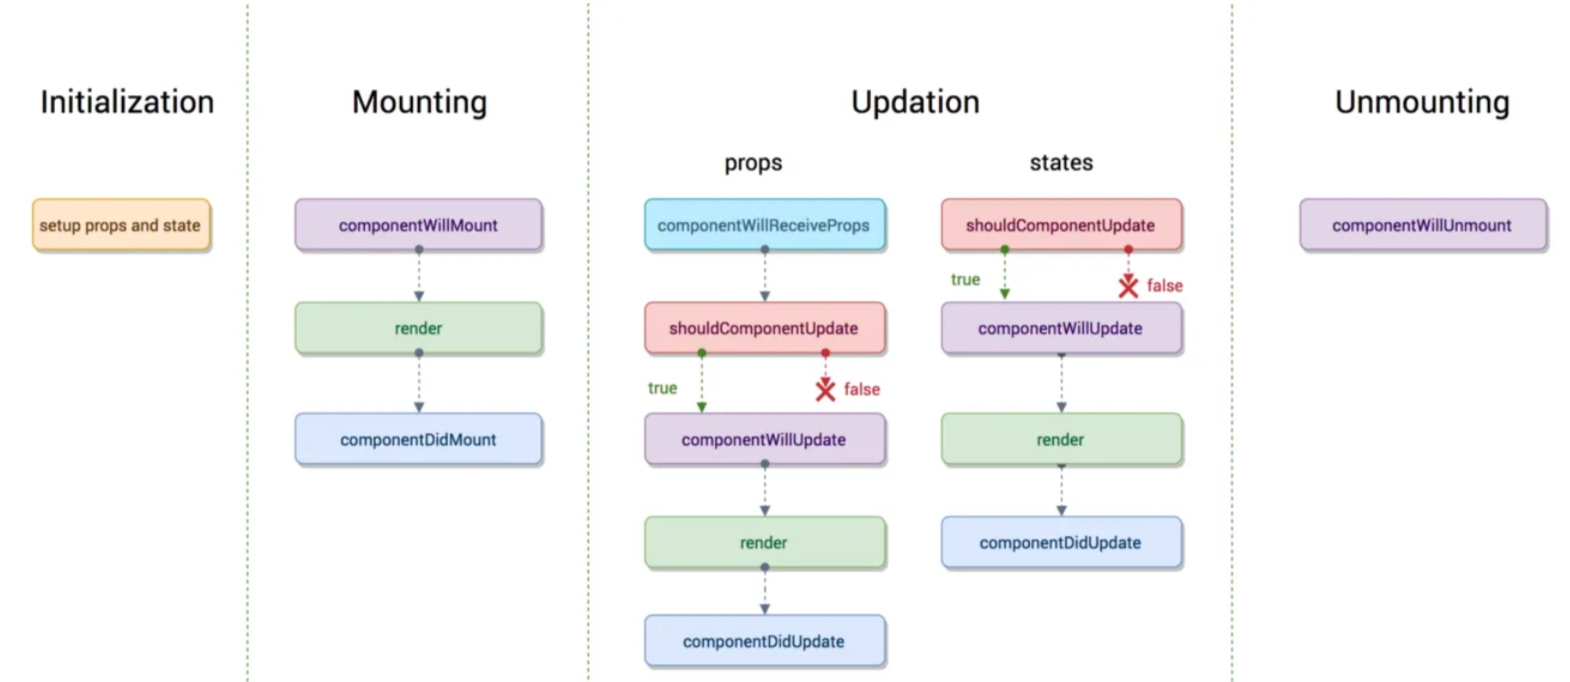 Initialization
Mounting
Updation
Unmounting
props
states
setup props and state
componentWillMount
componentWillReceiveProps
shouldComponentUpdate
componentWillUnmount
true
false
render
shouldComponentUpdate
componentWillUpdate
true
false
componentDidMount
componentWillUpdate
render
render
componentDidUpdate
componentDidUpdate